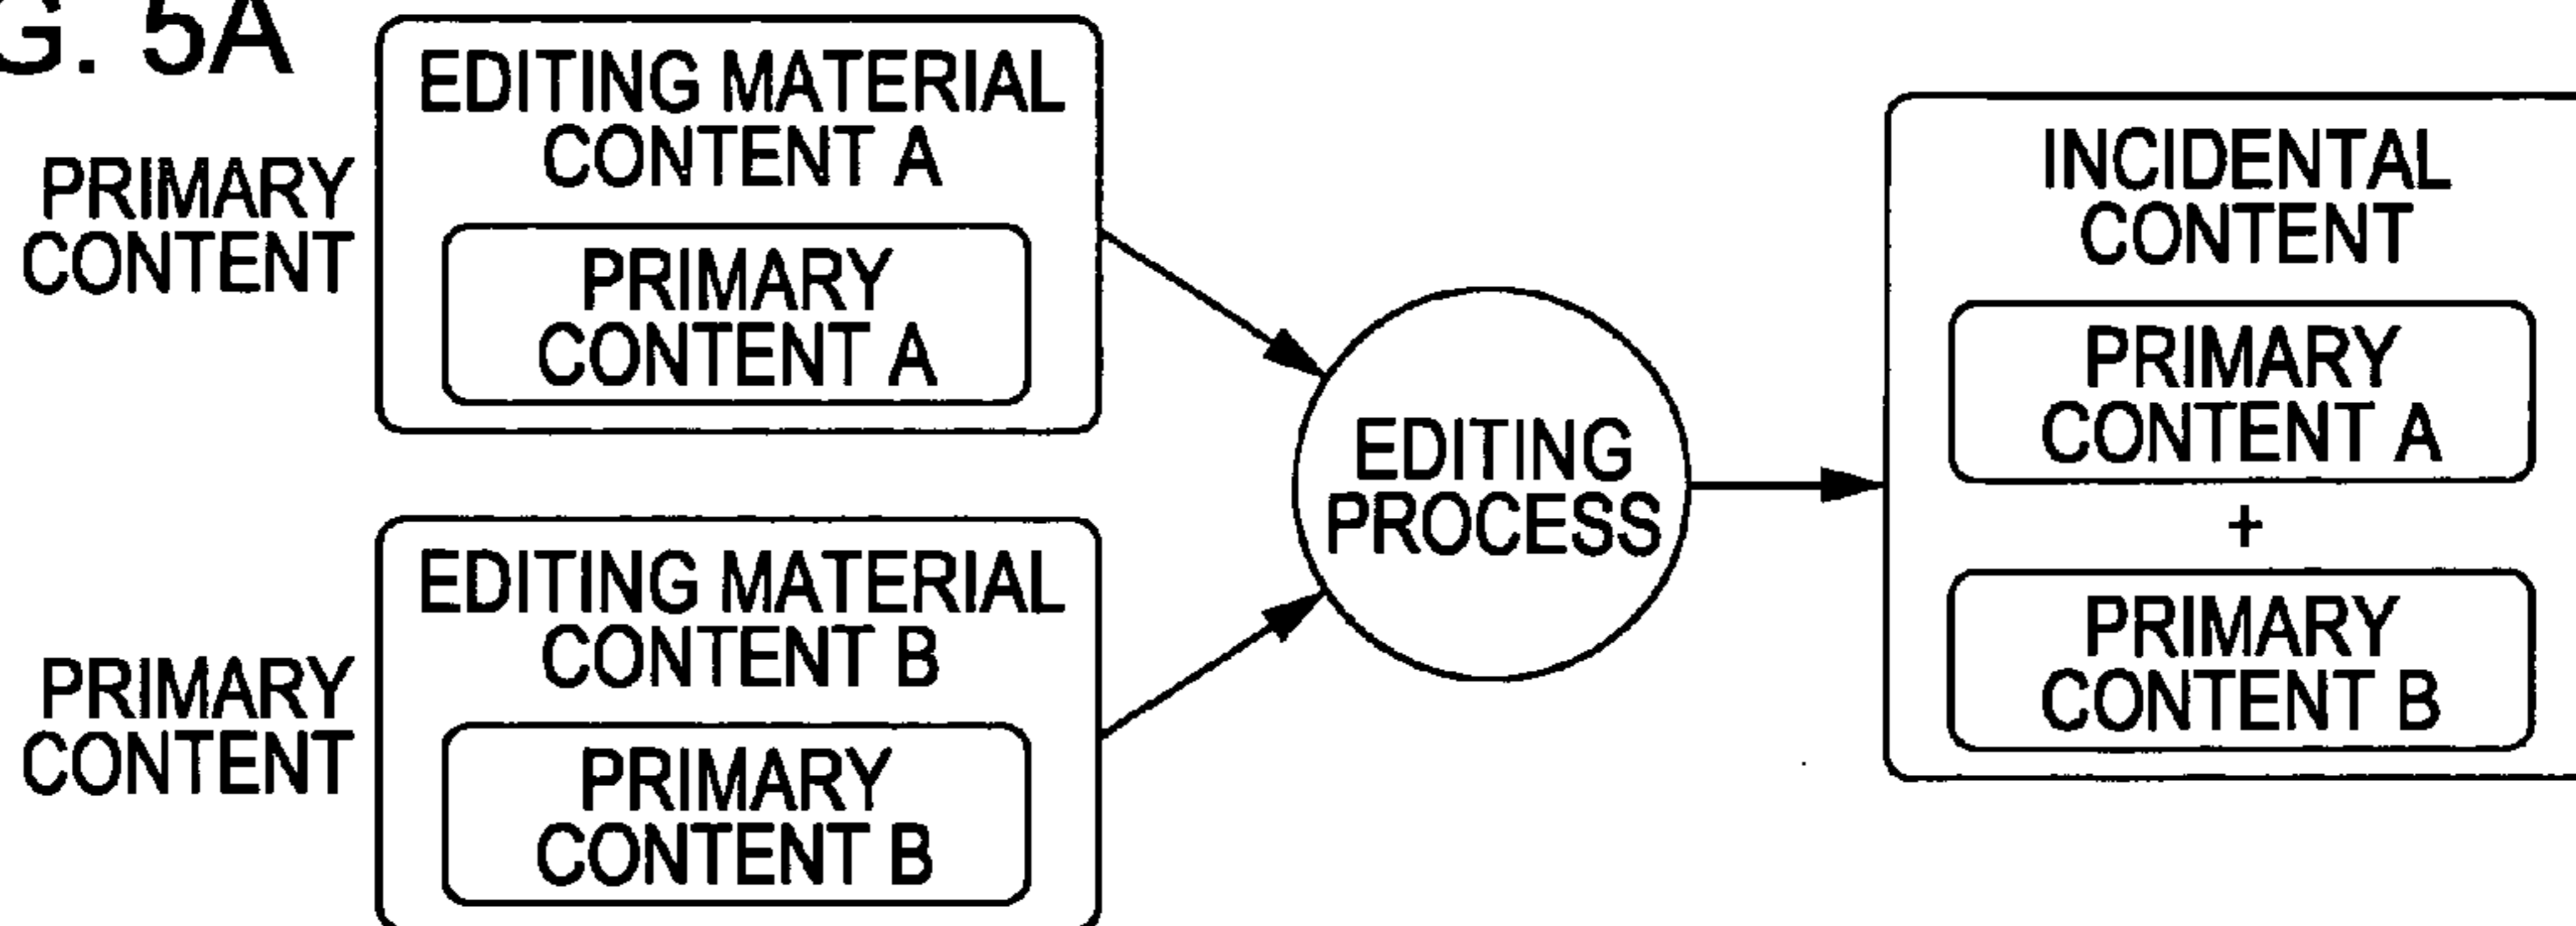 G. 5A
PRIMARY
CONTENT
EDITING MATERIAL
CONTENT A
PRIMARY
CONTENT A
PRIMARY
CONTENT
EDITING MATERIAL
CONTENT B
PRIMARY
CONTENT B
EDITING
PROCESS
INCIDENTAL
CONTENT
PRIMARY
CONTENT A
+
PRIMARY
CONTENT B